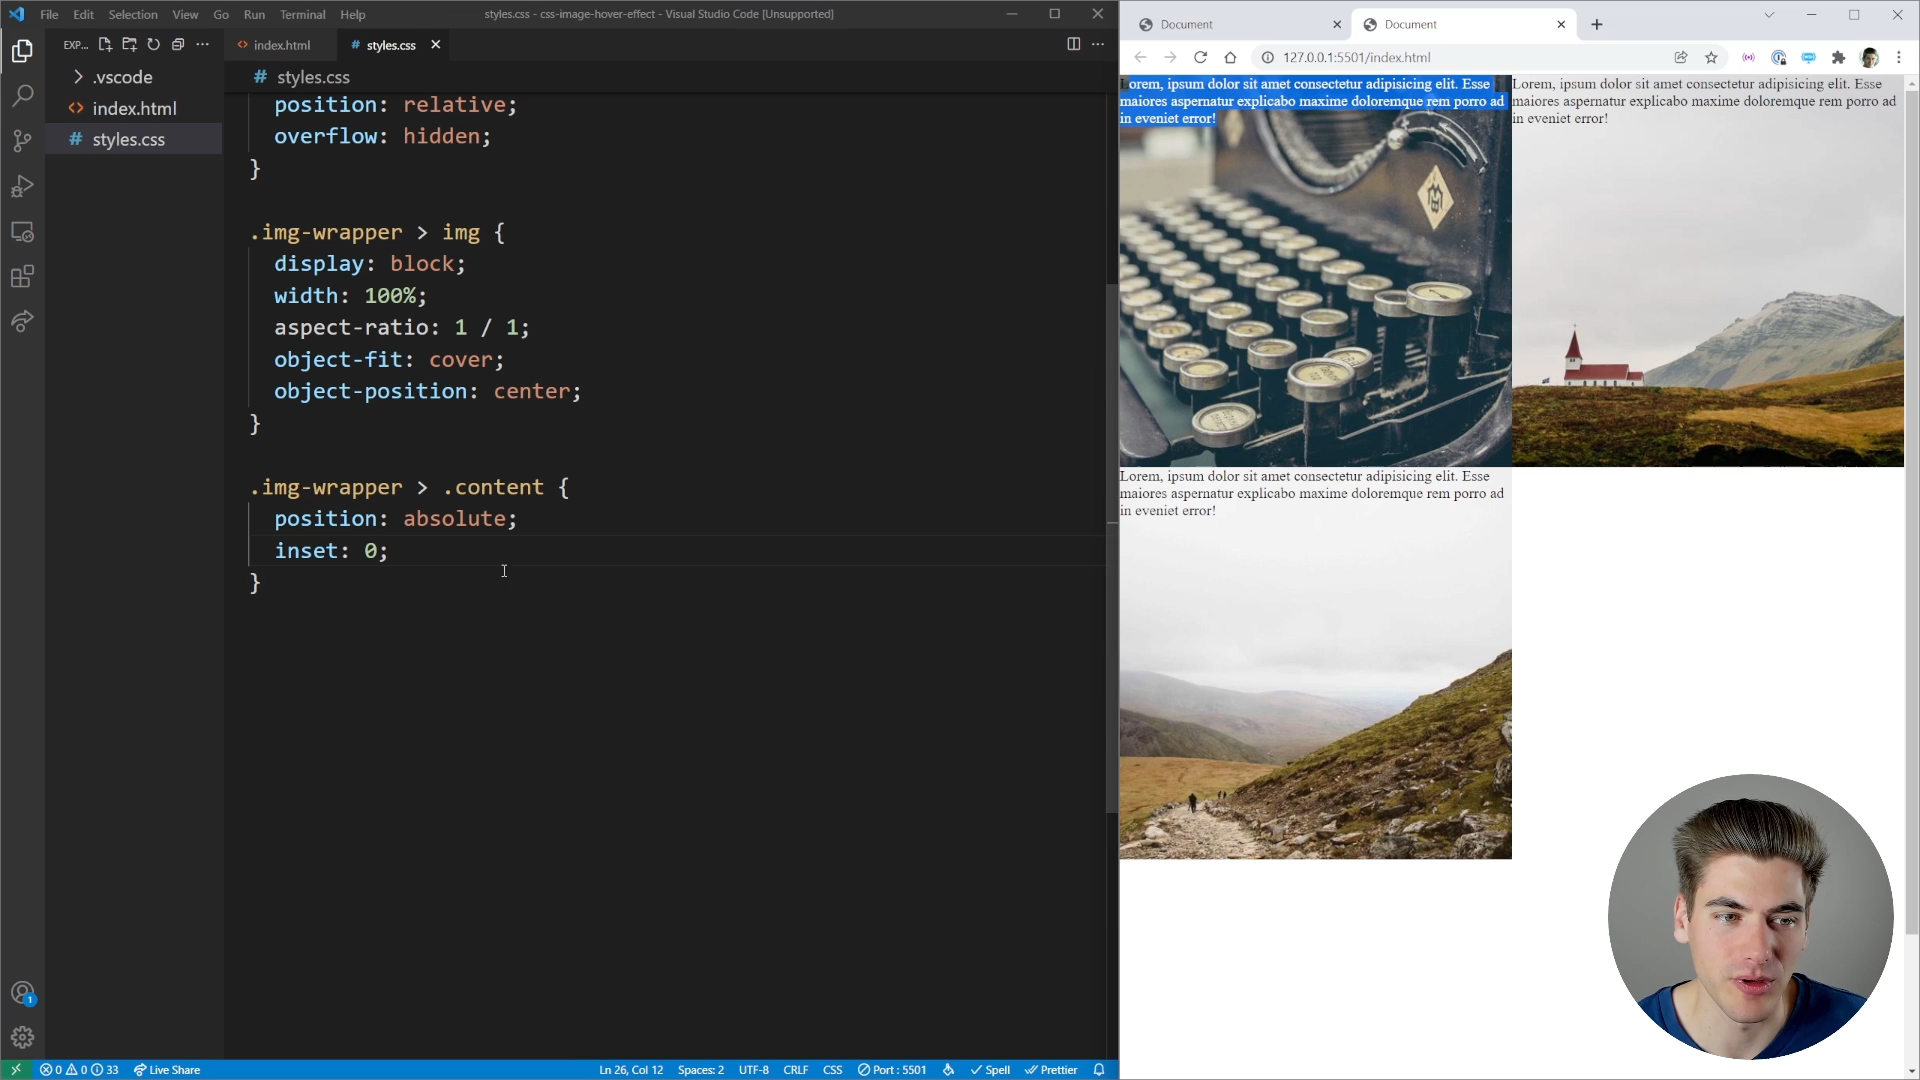 File Edit Selection View Go Run Terminal Help
styles.css - css-image-hover-effect - Visual Studio Code [Unsupported]
EXP...
.vscode
index.html
styles.css
index.html
styles.css
styles.css
position: relative;
overflow: hidden;
}
.img-wrapper > img {
display: block;
width: 100%;
aspect-ratio: 1 / 1;
object-fit: cover;
object-position: center;
}
.img-wrapper > .content {
position: absolute;
inset: 0;
}
1
0 0 33 Live Share
Ln 26, Col 12 Spaces: 2 UTF-8 CRLF CSS Port : 5501 Spell Prettier
Document
Document
127.0.0.1:5501/index.html
Lorem, ipsum dolor sit amet consectetur adipisicing elit. Esse
maiores aspernatur explicabo maxime doloremque rem porro ad
in eveniet error!
Lorem, ipsum dolor sit amet consectetur adipisicing elit. Esse
maiores aspernatur explicabo maxime doloremque rem porro ad
in eveniet error!
Lorem, ipsum dolor sit amet consectetur adipisicing elit. Esse
maiores aspernatur explicabo maxime doloremque rem porro ad
in eveniet error!